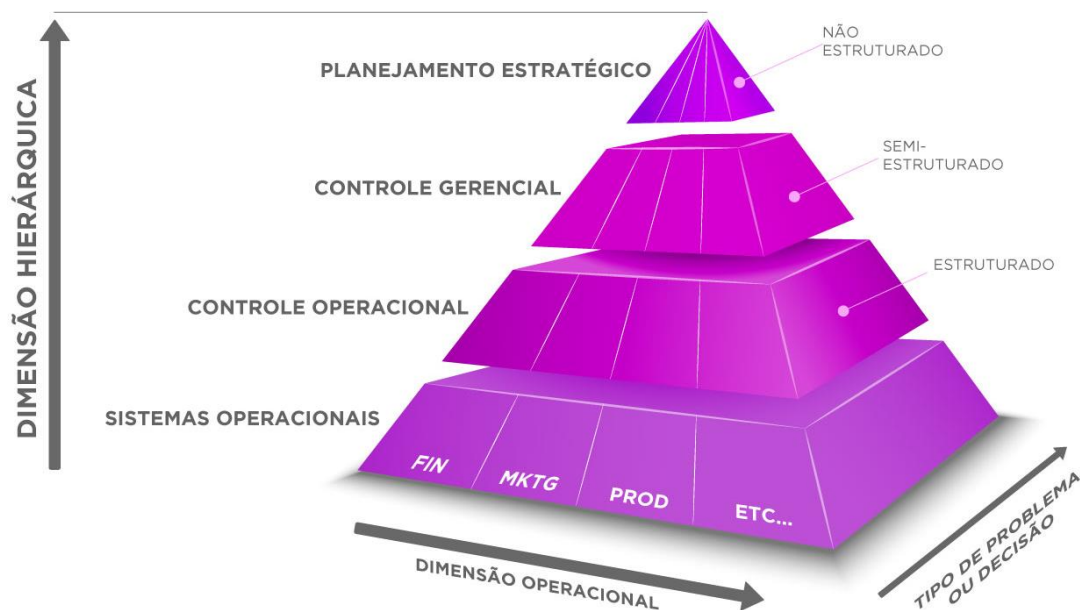 DIMENSÃO HIERÁRQUICA
PLANEJAMENTO ESTRATÉGICO
NÃO
ESTRUTURADO
CONTROLE GERENCIAL
SEMI-
ESTRUTURADO
CONTROLE OPERACIONAL
ESTRUTURADO
SISTEMAS OPERACIONAIS
FIN
MKTG
PROD
ETC...
DIMENSÃO OPERACIONAL
TIPO DE PROBLEMA
OU DECISÃO